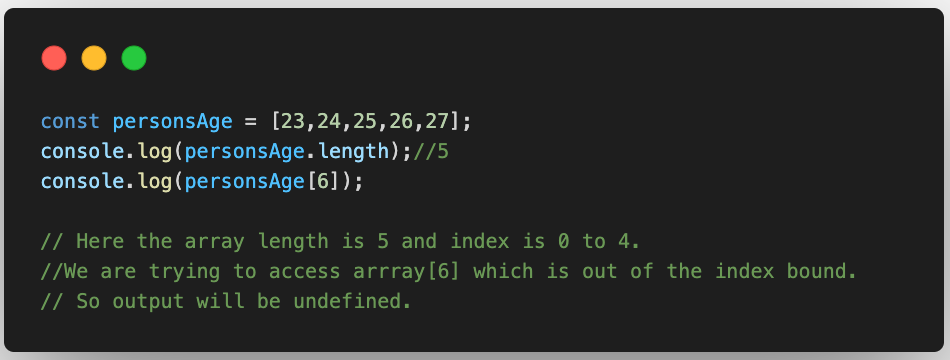 const personsAge = [23,24,25,26,27];
console.log(personsAge.length);//5
console.log(personsAge[6]);
// Here the array length is 5 and index is 0 to 4.
//We are trying to access arrray[6] which is out of the index bound.
// So output will be undefined.